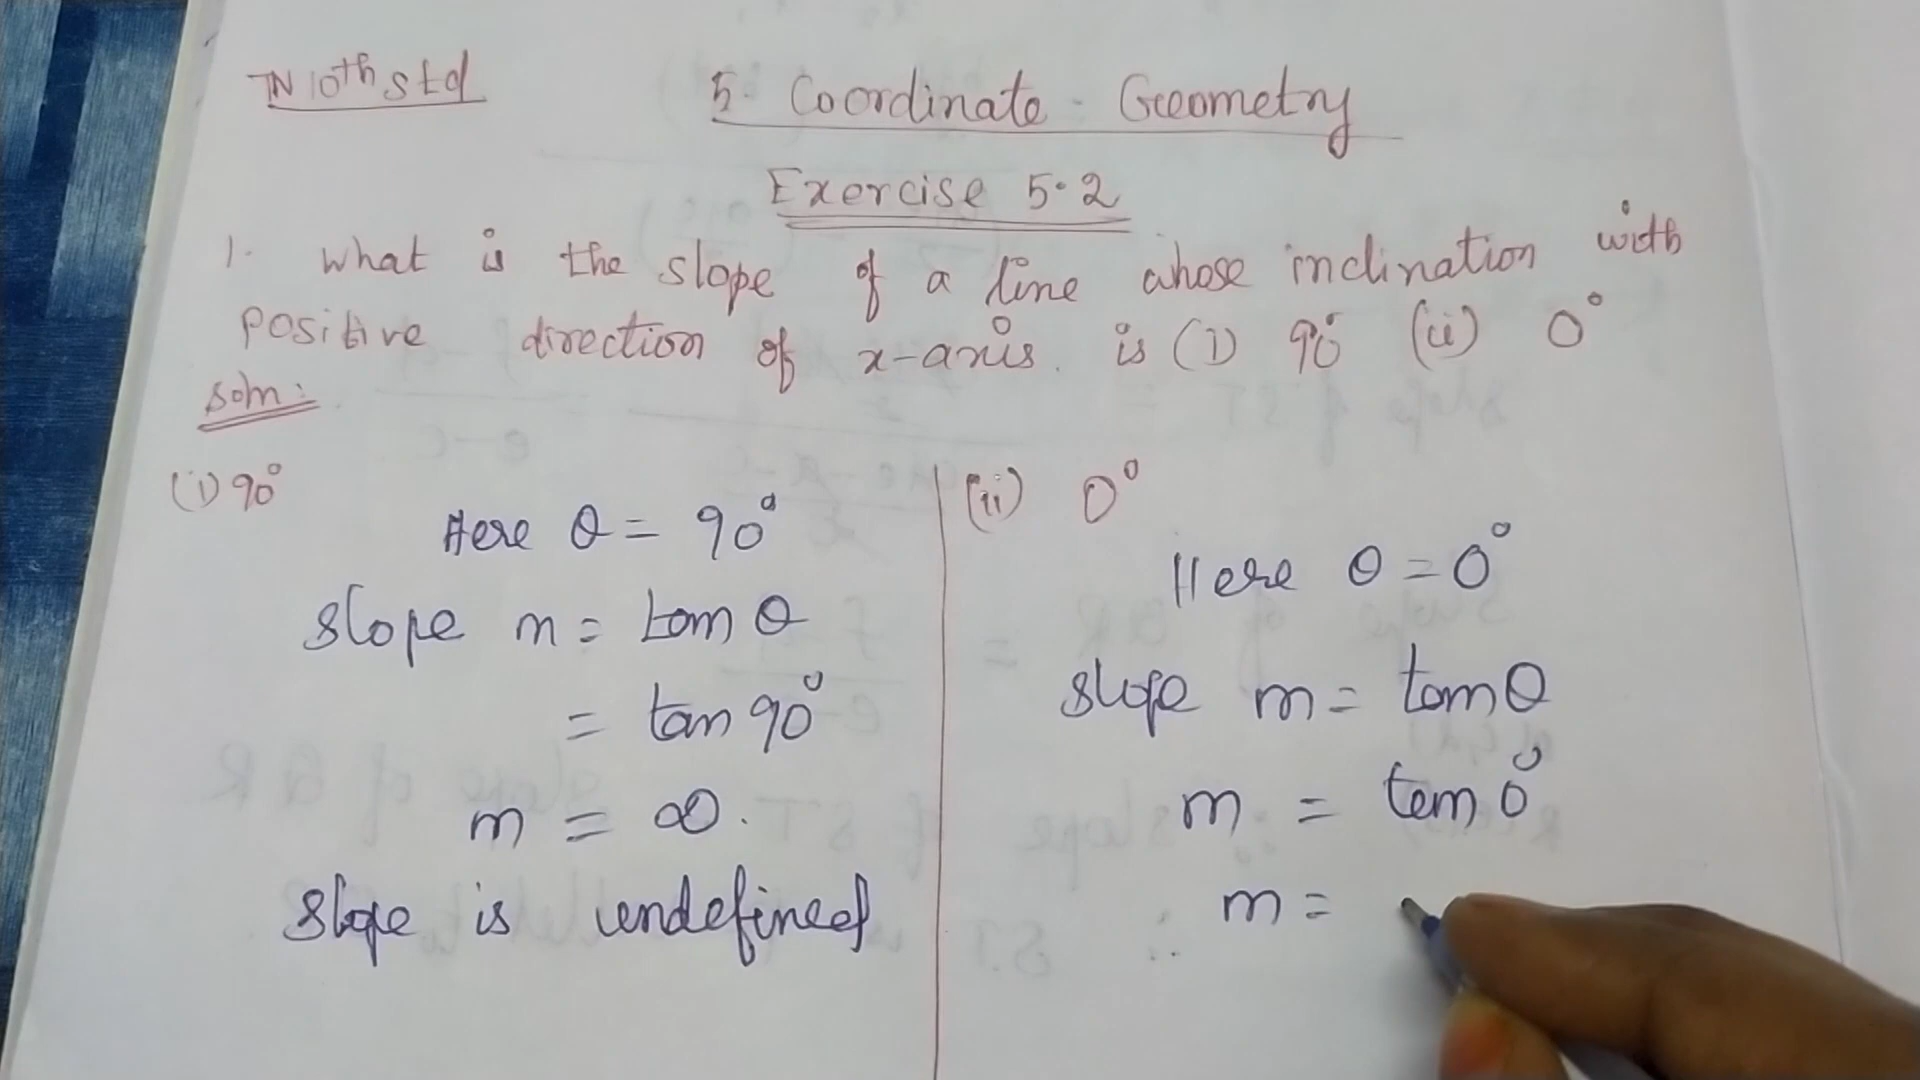 TN 10th std
5. Coordinate - Geometry
Exercise 5.2
1. What is the slope of a line whose inclination with
positive direction of x-axis. is (i) 90° (ii) 0°
Soln:
(i) 90°
Here θ = 90°
Slope m = tan θ
= tan 90°
m = ∞.
Slope is undefined
(ii) 0°
Here θ = 0°
Slope m = tan θ
m = tan 0°
m =